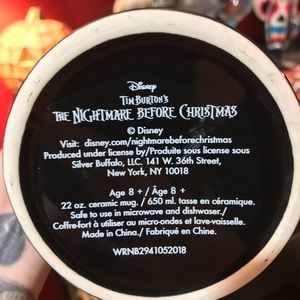 Disney
TIM BURTON'S
THE NIGHTMARE BEFORE CHRISTMAS
© Disney
Visit: disney.com/nightmarebeforechristmas
Produced under license by/Produit sous license sous
Silver Buffalo, LLC. 141 W. 36th Street,
New York, NY 10018
Age 8 +/ Âge 8 +
22 oz. ceramic mug. / 650 ml. tasse en céramique.
Safe to use in microwave and dishwaser./
Coffre-fort à utiliser au micro-ondes et lave-vaisselle.
Made in China./ Fabriqué en Chine.
WRNB2941052018